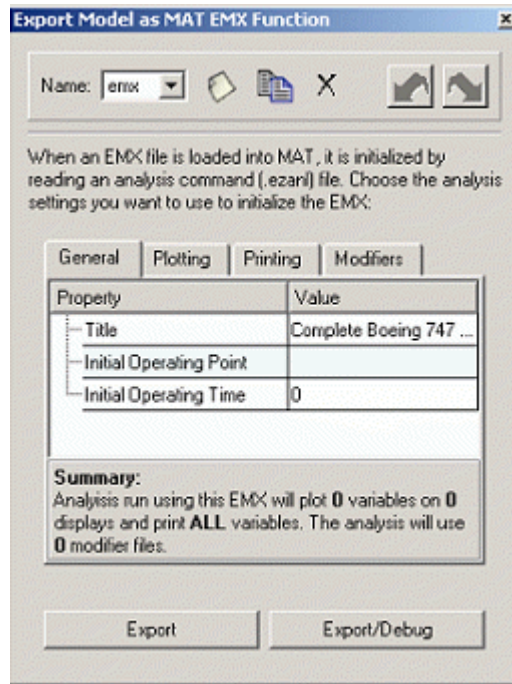 Export Model as MAT EMX Function
Name: emx
When an EMX file is loaded into MAT, it is initialized by
reading an analysis command (.ezanl) file. Choose the analysis
settings you want to use to initialize the EMX:
General Plotting Printing Modifiers
Property Value
Title Complete Boeing 747 ...
Initial Operating Point
Initial Operating Time 0
Summary:
Analyisis run using this EMX will plot 0 variables on 0
displays and print ALL variables. The analysis will use
0 modifier files.
Export Export/Debug